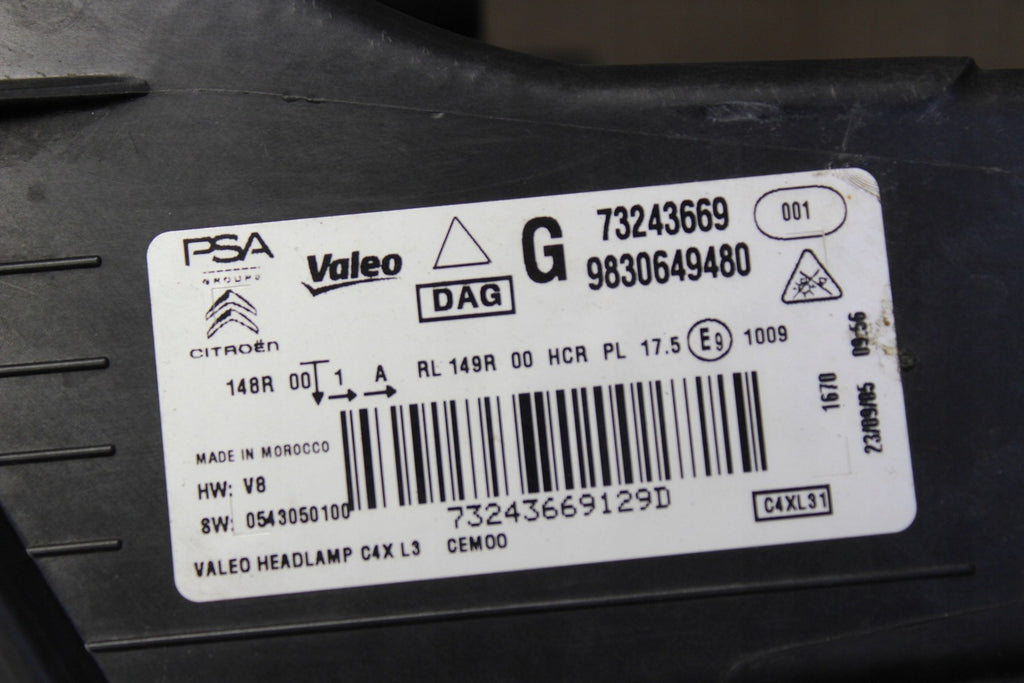 PSA
GROUPE
CITROËN
Valeo
DAG
G
73243669
9830649480
001
148R 00 1 A RL 149R 00 HCR PL 17.5 E9 1009
MADE IN MOROCCO
HW: V8
SW: 0543050100
73243669129D
VALEO HEADLAMP C4X L3 CEM00
C4XL31
1670
23/09/05 09:56